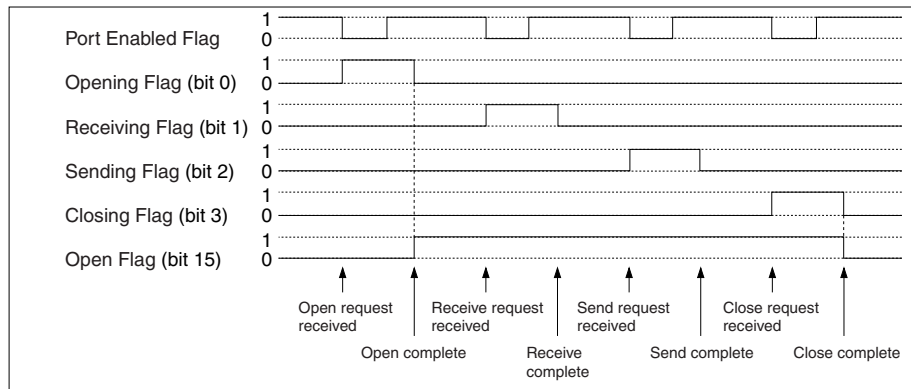 Port Enabled Flag
1
0
Opening Flag (bit 0)
1
0
Receiving Flag (bit 1)
1
0
Sending Flag (bit 2)
1
0
Closing Flag (bit 3)
1
0
Open Flag (bit 15)
1
0
Open request
received
Receive request
received
Send request
received
Close request
received
Open complete
Receive
complete
Send complete
Close complete